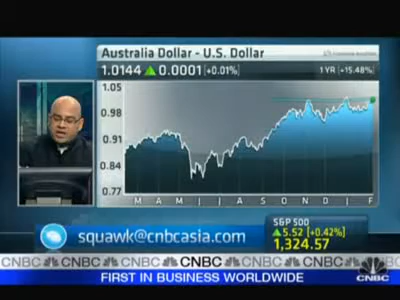 Australia Dollar - U.S. Dollar
1.0144 ▲ 0.0001 [+0.01%]
1 YR [+15.48%]
1.05
0.98
0.91
0.84
0.77
M A M J J A S O N D J F
squawk@cnbcasia.com
S&P 500
▲ 5.52 [+0.42%]
1,324.57
CNBC CNBC CNBC CNBC CNBC CNBC CNBC CNBC
CNBC
FIRST IN BUSINESS WORLDWIDE